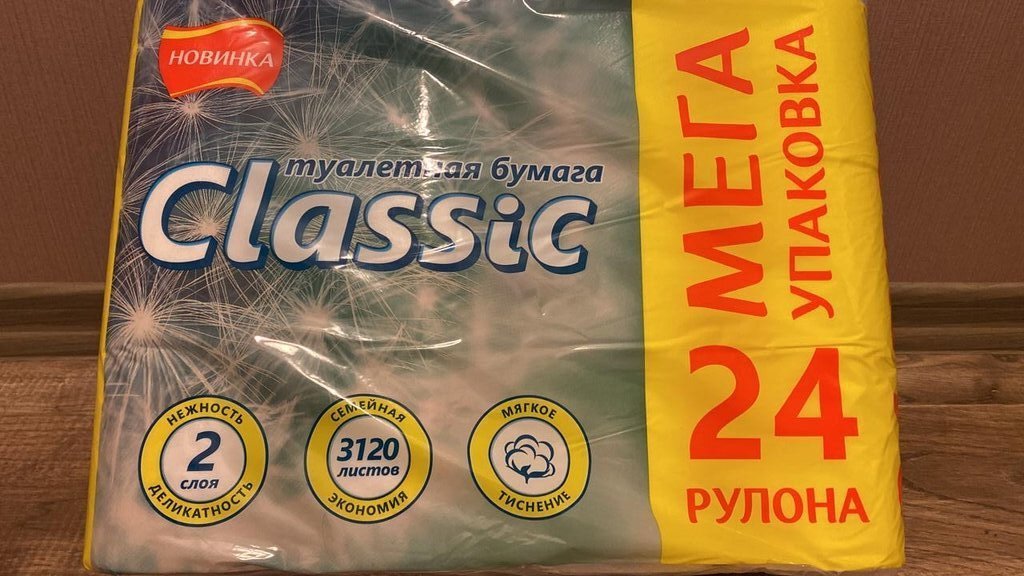 НОВИНКА
туалетная бумага
Classic
НЕЖНОСТЬ
2
слоя
ДЕЛИКАТНОСТЬ
СЕМЕЙНАЯ
3120
листов
ЭКОНОМИЯ
МЯГКОЕ
ТИСНЕНИЕ
МЕГА
УПАКОВКА
24
РУЛОНА